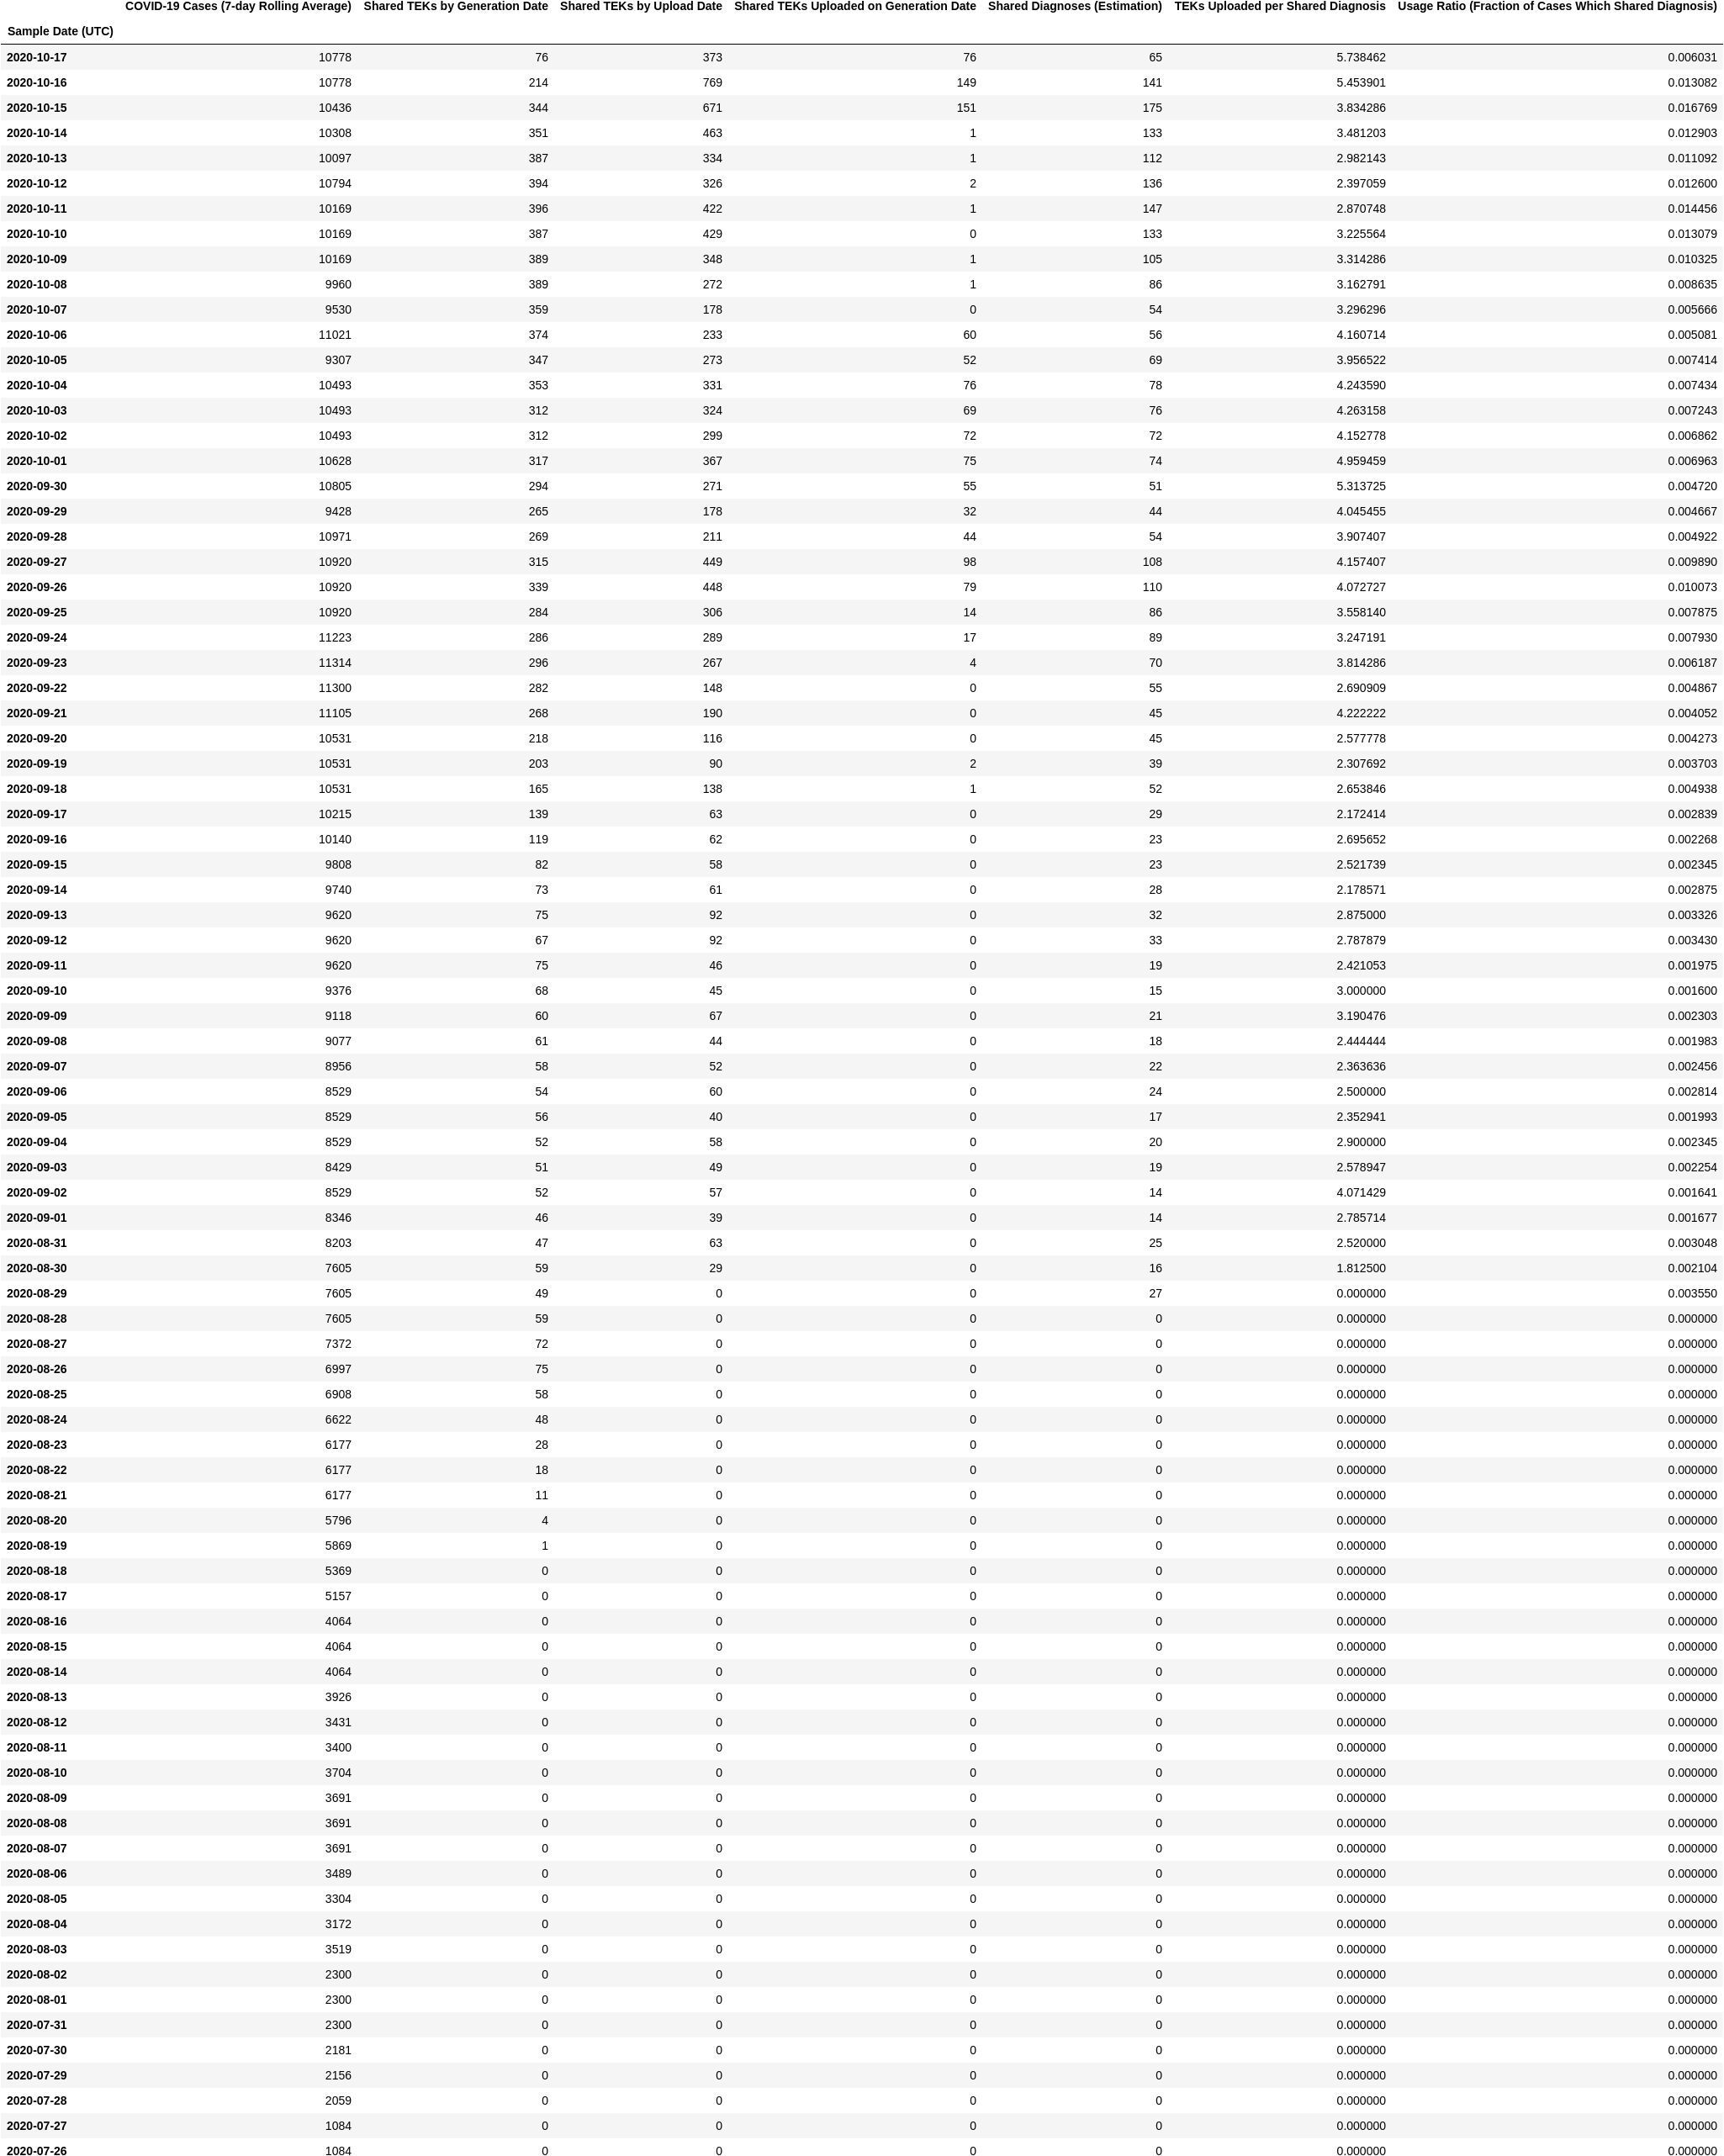 COVID-19 Cases (7-day Rolling Average) Shared TEKs by Generation Date Shared TEKs by Upload Date Shared TEKs Uploaded on Generation Date Shared Diagnoses (Estimation) TEKs Uploaded per Shared Diagnosis Usage Ratio (Fraction of Cases Which Shared Diagnosis)
Sample Date (UTC)
2020-10-17 10778 76 373 76 65 5.738462 0.006031
2020-10-16 10778 214 769 149 141 5.453901 0.013082
2020-10-15 10436 344 671 151 175 3.834286 0.016769
2020-10-14 10308 351 463 1 133 3.481203 0.012903
2020-10-13 10097 387 334 1 112 2.982143 0.011092
2020-10-12 10794 394 326 2 136 2.397059 0.012600
2020-10-11 10169 396 422 1 147 2.870748 0.014456
2020-10-10 10169 387 429 0 133 3.225564 0.013079
2020-10-09 10169 389 348 1 105 3.314286 0.010325
2020-10-08 9960 389 272 1 86 3.162791 0.008635
2020-10-07 9530 359 178 0 54 3.296296 0.005666
2020-10-06 11021 374 233 60 56 4.160714 0.005081
2020-10-05 9307 347 273 52 69 3.956522 0.007414
2020-10-04 10493 353 331 76 78 4.243590 0.007434
2020-10-03 10493 312 324 69 76 4.263158 0.007243
2020-10-02 10493 312 299 72 72 4.152778 0.006862
2020-10-01 10628 317 367 75 74 4.959459 0.006963
2020-09-30 10805 294 271 55 51 5.313725 0.004720
2020-09-29 9428 265 178 32 44 4.045455 0.004667
2020-09-28 10971 269 211 44 54 3.907407 0.004922
2020-09-27 10920 315 449 98 108 4.157407 0.009890
2020-09-26 10920 339 448 79 110 4.072727 0.010073
2020-09-25 10920 284 306 14 86 3.558140 0.007875
2020-09-24 11223 286 289 17 89 3.247191 0.007930
2020-09-23 11314 296 267 4 70 3.814286 0.006187
2020-09-22 11300 282 148 0 55 2.690909 0.004867
2020-09-21 11105 268 190 0 45 4.222222 0.004052
2020-09-20 10531 218 116 0 45 2.577778 0.004273
2020-09-19 10531 203 90 2 39 2.307692 0.003703
2020-09-18 10531 165 138 1 52 2.653846 0.004938
2020-09-17 10215 139 63 0 29 2.172414 0.002839
2020-09-16 10140 119 62 0 23 2.695652 0.002268
2020-09-15 9808 82 58 0 23 2.521739 0.002345
2020-09-14 9740 73 61 0 28 2.178571 0.002875
2020-09-13 9620 75 92 0 32 2.875000 0.003326
2020-09-12 9620 67 92 0 33 2.787879 0.003430
2020-09-11 9620 75 46 0 19 2.421053 0.001975
2020-09-10 9376 68 45 0 15 3.000000 0.001600
2020-09-09 9118 60 67 0 21 3.190476 0.002303
2020-09-08 9077 61 44 0 18 2.444444 0.001983
2020-09-07 8956 58 52 0 22 2.363636 0.002456
2020-09-06 8529 54 60 0 24 2.500000 0.002814
2020-09-05 8529 56 40 0 17 2.352941 0.001993
2020-09-04 8529 52 58 0 20 2.900000 0.002345
2020-09-03 8429 51 49 0 19 2.578947 0.002254
2020-09-02 8529 52 57 0 14 4.071429 0.001641
2020-09-01 8346 46 39 0 14 2.785714 0.001677
2020-08-31 8203 47 63 0 25 2.520000 0.003048
2020-08-30 7605 59 29 0 16 1.812500 0.002104
2020-08-29 7605 49 0 0 27 0.000000 0.003550
2020-08-28 7605 59 0 0 0 0.000000 0.000000
2020-08-27 7372 72 0 0 0 0.000000 0.000000
2020-08-26 6997 75 0 0 0 0.000000 0.000000
2020-08-25 6908 58 0 0 0 0.000000 0.000000
2020-08-24 6622 48 0 0 0 0.000000 0.000000
2020-08-23 6177 28 0 0 0 0.000000 0.000000
2020-08-22 6177 18 0 0 0 0.000000 0.000000
2020-08-21 6177 11 0 0 0 0.000000 0.000000
2020-08-20 5796 4 0 0 0 0.000000 0.000000
2020-08-19 5869 1 0 0 0 0.000000 0.000000
2020-08-18 5369 0 0 0 0 0.000000 0.000000
2020-08-17 5157 0 0 0 0 0.000000 0.000000
2020-08-16 4064 0 0 0 0 0.000000 0.000000
2020-08-15 4064 0 0 0 0 0.000000 0.000000
2020-08-14 4064 0 0 0 0 0.000000 0.000000
2020-08-13 3926 0 0 0 0 0.000000 0.000000
2020-08-12 3431 0 0 0 0 0.000000 0.000000
2020-08-11 3400 0 0 0 0 0.000000 0.000000
2020-08-10 3704 0 0 0 0 0.000000 0.000000
2020-08-09 3691 0 0 0 0 0.000000 0.000000
2020-08-08 3691 0 0 0 0 0.000000 0.000000
2020-08-07 3691 0 0 0 0 0.000000 0.000000
2020-08-06 3489 0 0 0 0 0.000000 0.000000
2020-08-05 3304 0 0 0 0 0.000000 0.000000
2020-08-04 3172 0 0 0 0 0.000000 0.000000
2020-08-03 3519 0 0 0 0 0.000000 0.000000
2020-08-02 2300 0 0 0 0 0.000000 0.000000
2020-08-01 2300 0 0 0 0 0.000000 0.000000
2020-07-31 2300 0 0 0 0 0.000000 0.000000
2020-07-30 2181 0 0 0 0 0.000000 0.000000
2020-07-29 2156 0 0 0 0 0.000000 0.000000
2020-07-28 2059 0 0 0 0 0.000000 0.000000
2020-07-27 1084 0 0 0 0 0.000000 0.000000
2020-07-26 1084 0 0 0 0 0.000000 0.000000